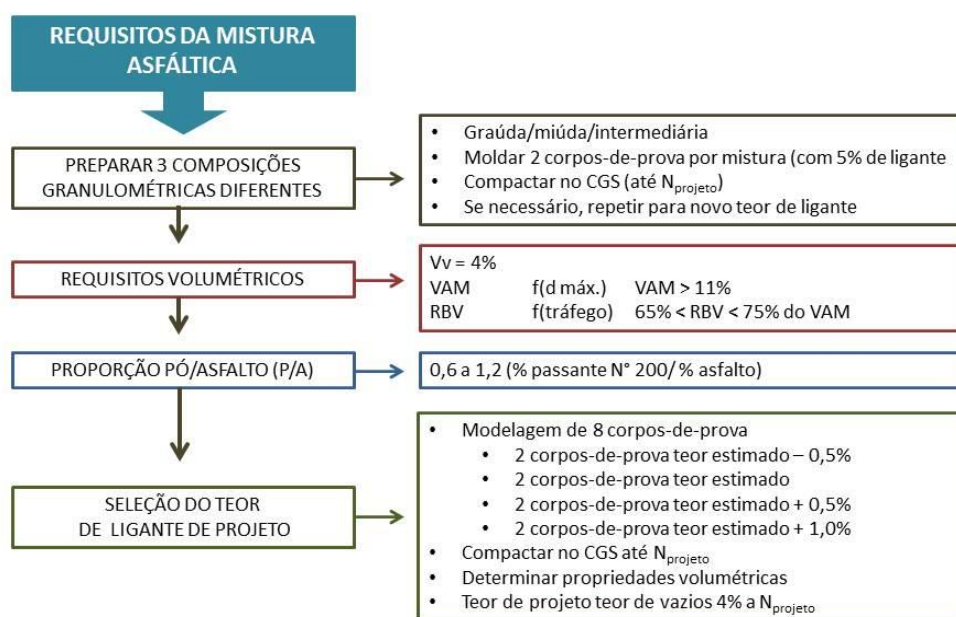 REQUISITOS DA MISTURA
ASFÁLTICA
PREPARAR 3 COMPOSIÇÕES
GRANULOMÉTRICAS DIFERENTES
• Graúda/miúda/intermediária
• Moldar 2 corpos-de-prova por mistura (com 5% de ligante
• Compactar no CGS (até Nprojeto)
• Se necessário, repetir para novo teor de ligante
REQUISITOS VOLUMÉTRICOS
Vv = 4%
VAM f(d máx.) VAM > 11%
RBV f(tráfego) 65% < RBV < 75% do VAM
PROPORÇÃO PÓ/ASFALTO (P/A)
0,6 a 1,2 (% passante N° 200/ % asfalto)
SELEÇÃO DO TEOR
DE LIGANTE DE PROJETO
• Modelagem de 8 corpos-de-prova
• 2 corpos-de-prova teor estimado – 0,5%
• 2 corpos-de-prova teor estimado
• 2 corpos-de-prova teor estimado + 0,5%
• 2 corpos-de-prova teor estimado + 1,0%
• Compactar no CGS até Nprojeto
• Determinar propriedades volumétricas
• Teor de projeto teor de vazios 4% a Nprojeto